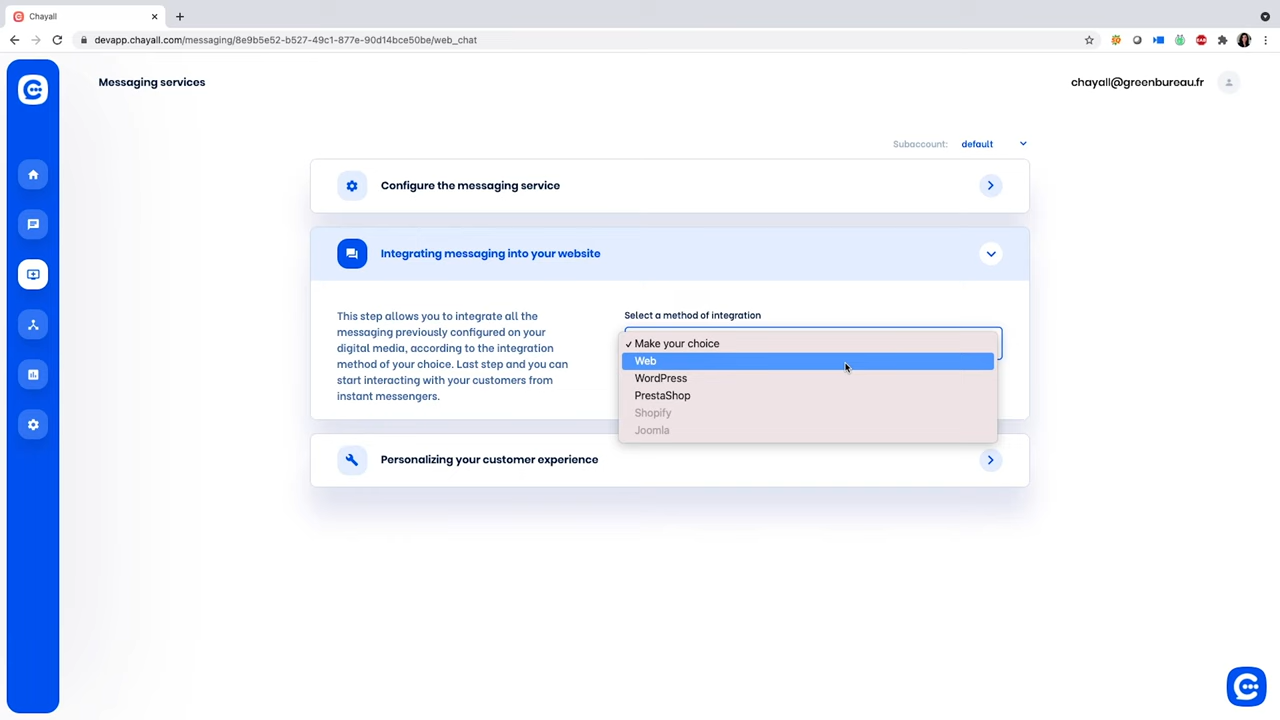 Chayall
devapp.chayall.com/messaging/8e9b5e52-b527-49c1-877e-90d14bce50be/web_chat
Messaging services
chayall@greenbureau.fr
Subaccount: default
Configure the messaging service
Integrating messaging into your website
This step allows you to integrate all the
messaging previously configured on your
digital media, according to the integration
method of your choice. Last step and you can
start interacting with your customers from
instant messengers.
Select a method of integration
✓ Make your choice
Web
WordPress
PrestaShop
Shopify
Joomla
Personalizing your customer experience